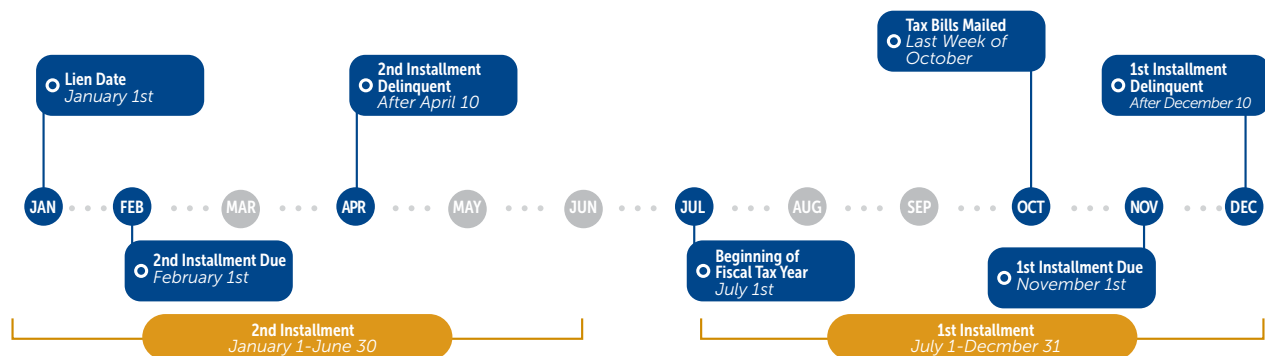 Tax Bills Mailed
Last Week of
October
Lien Date
January 1st
2nd Installment
Delinquent
After April 10
1st Installment
Delinquent
After December 10
JAN
FEB
MAR
APR
MAY
JUN
JUL
AUG
SEP
OCT
NOV
DEC
2nd Installment Due
February 1st
Beginning of
Fiscal Tax Year
July 1st
1st Installment Due
November 1st
2nd Installment
January 1-June 30
1st Installment
July 1-Decmber 31